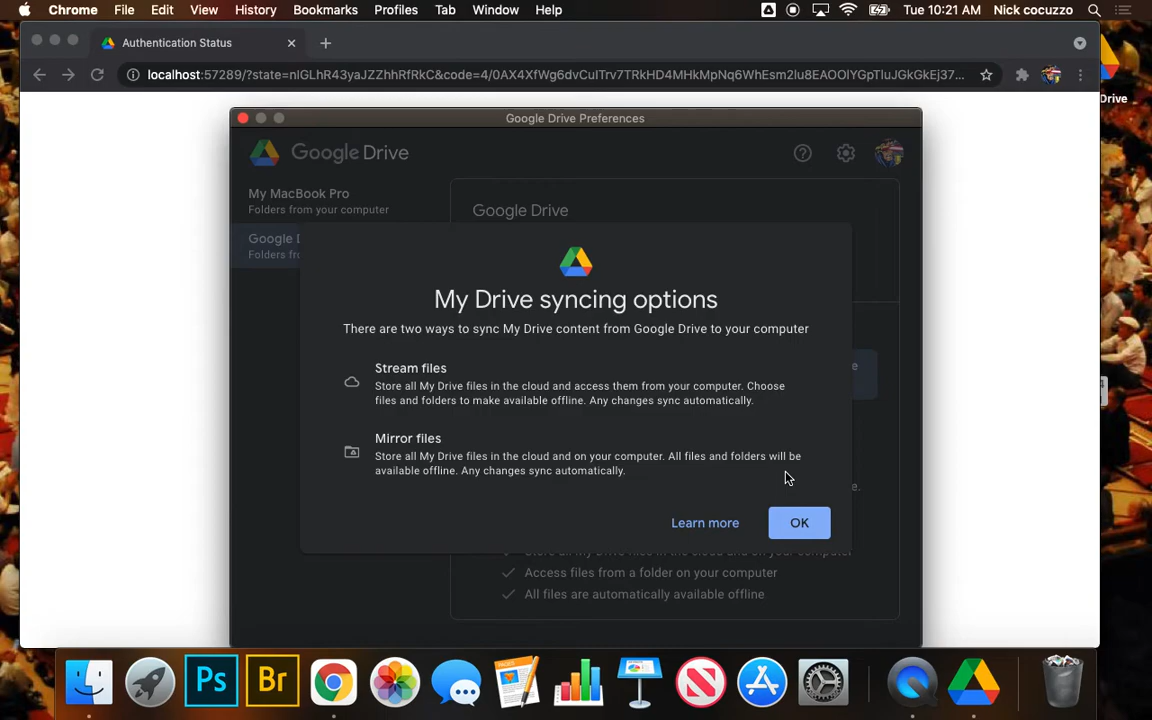 Chrome File Edit View History Bookmarks Profiles Tab Window Help Tue 10:21 AM Nick cocuzzo
Authentication Status
Drive
Google Drive Preferences
Google Drive
My MacBook Pro
Folders from your computer
Google Drive
Google
My Drive syncing options
There are two ways to sync My Drive content from Google Drive to your computer
Stream files
Store all My Drive files in the cloud and access them from your computer. Choose
files and folders to make available offline. Any changes sync automatically.
Mirror files
Store all My Drive files in the cloud and on your computer. All files and folders will be
available offline. Any changes sync automatically.
Learn more OK
Access files from a folder on your computer
All files are automatically available offline
Ps Br